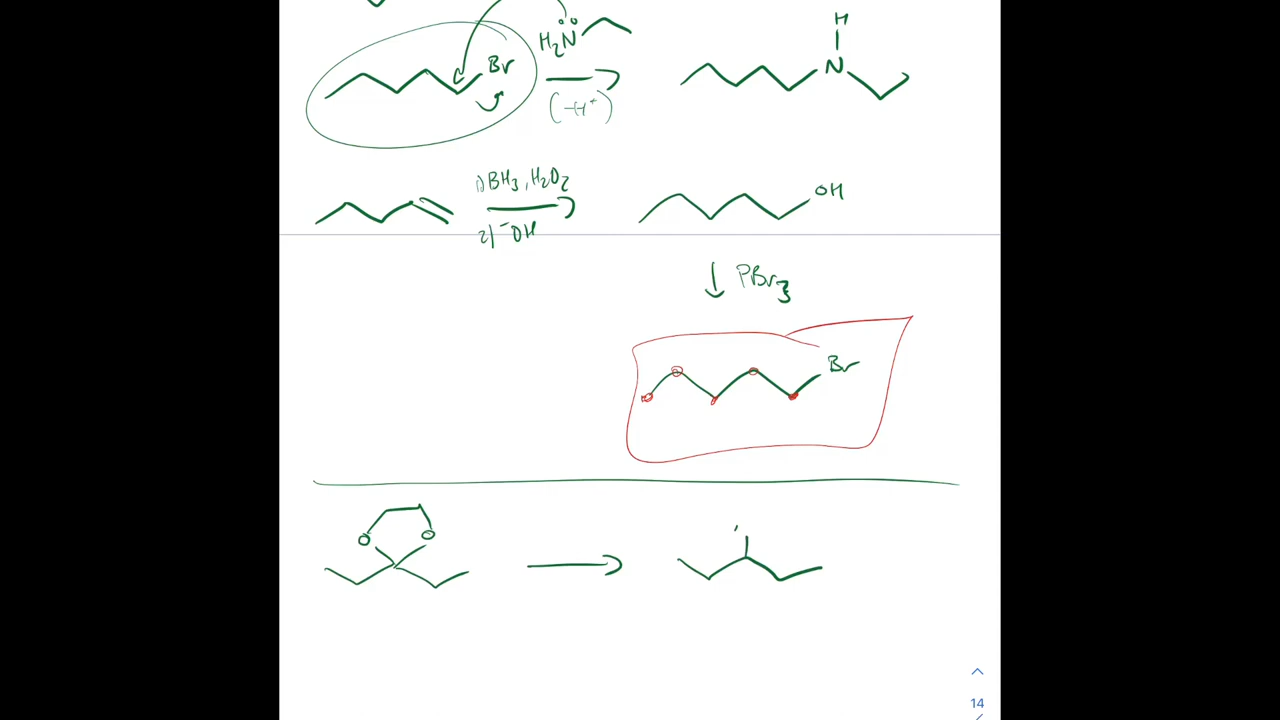 H
H₂N
Br
N
(-H⁺)
1) BH₃, H₂O₂
OH
2) ⁻OH
PBr₃
Br
O O
14